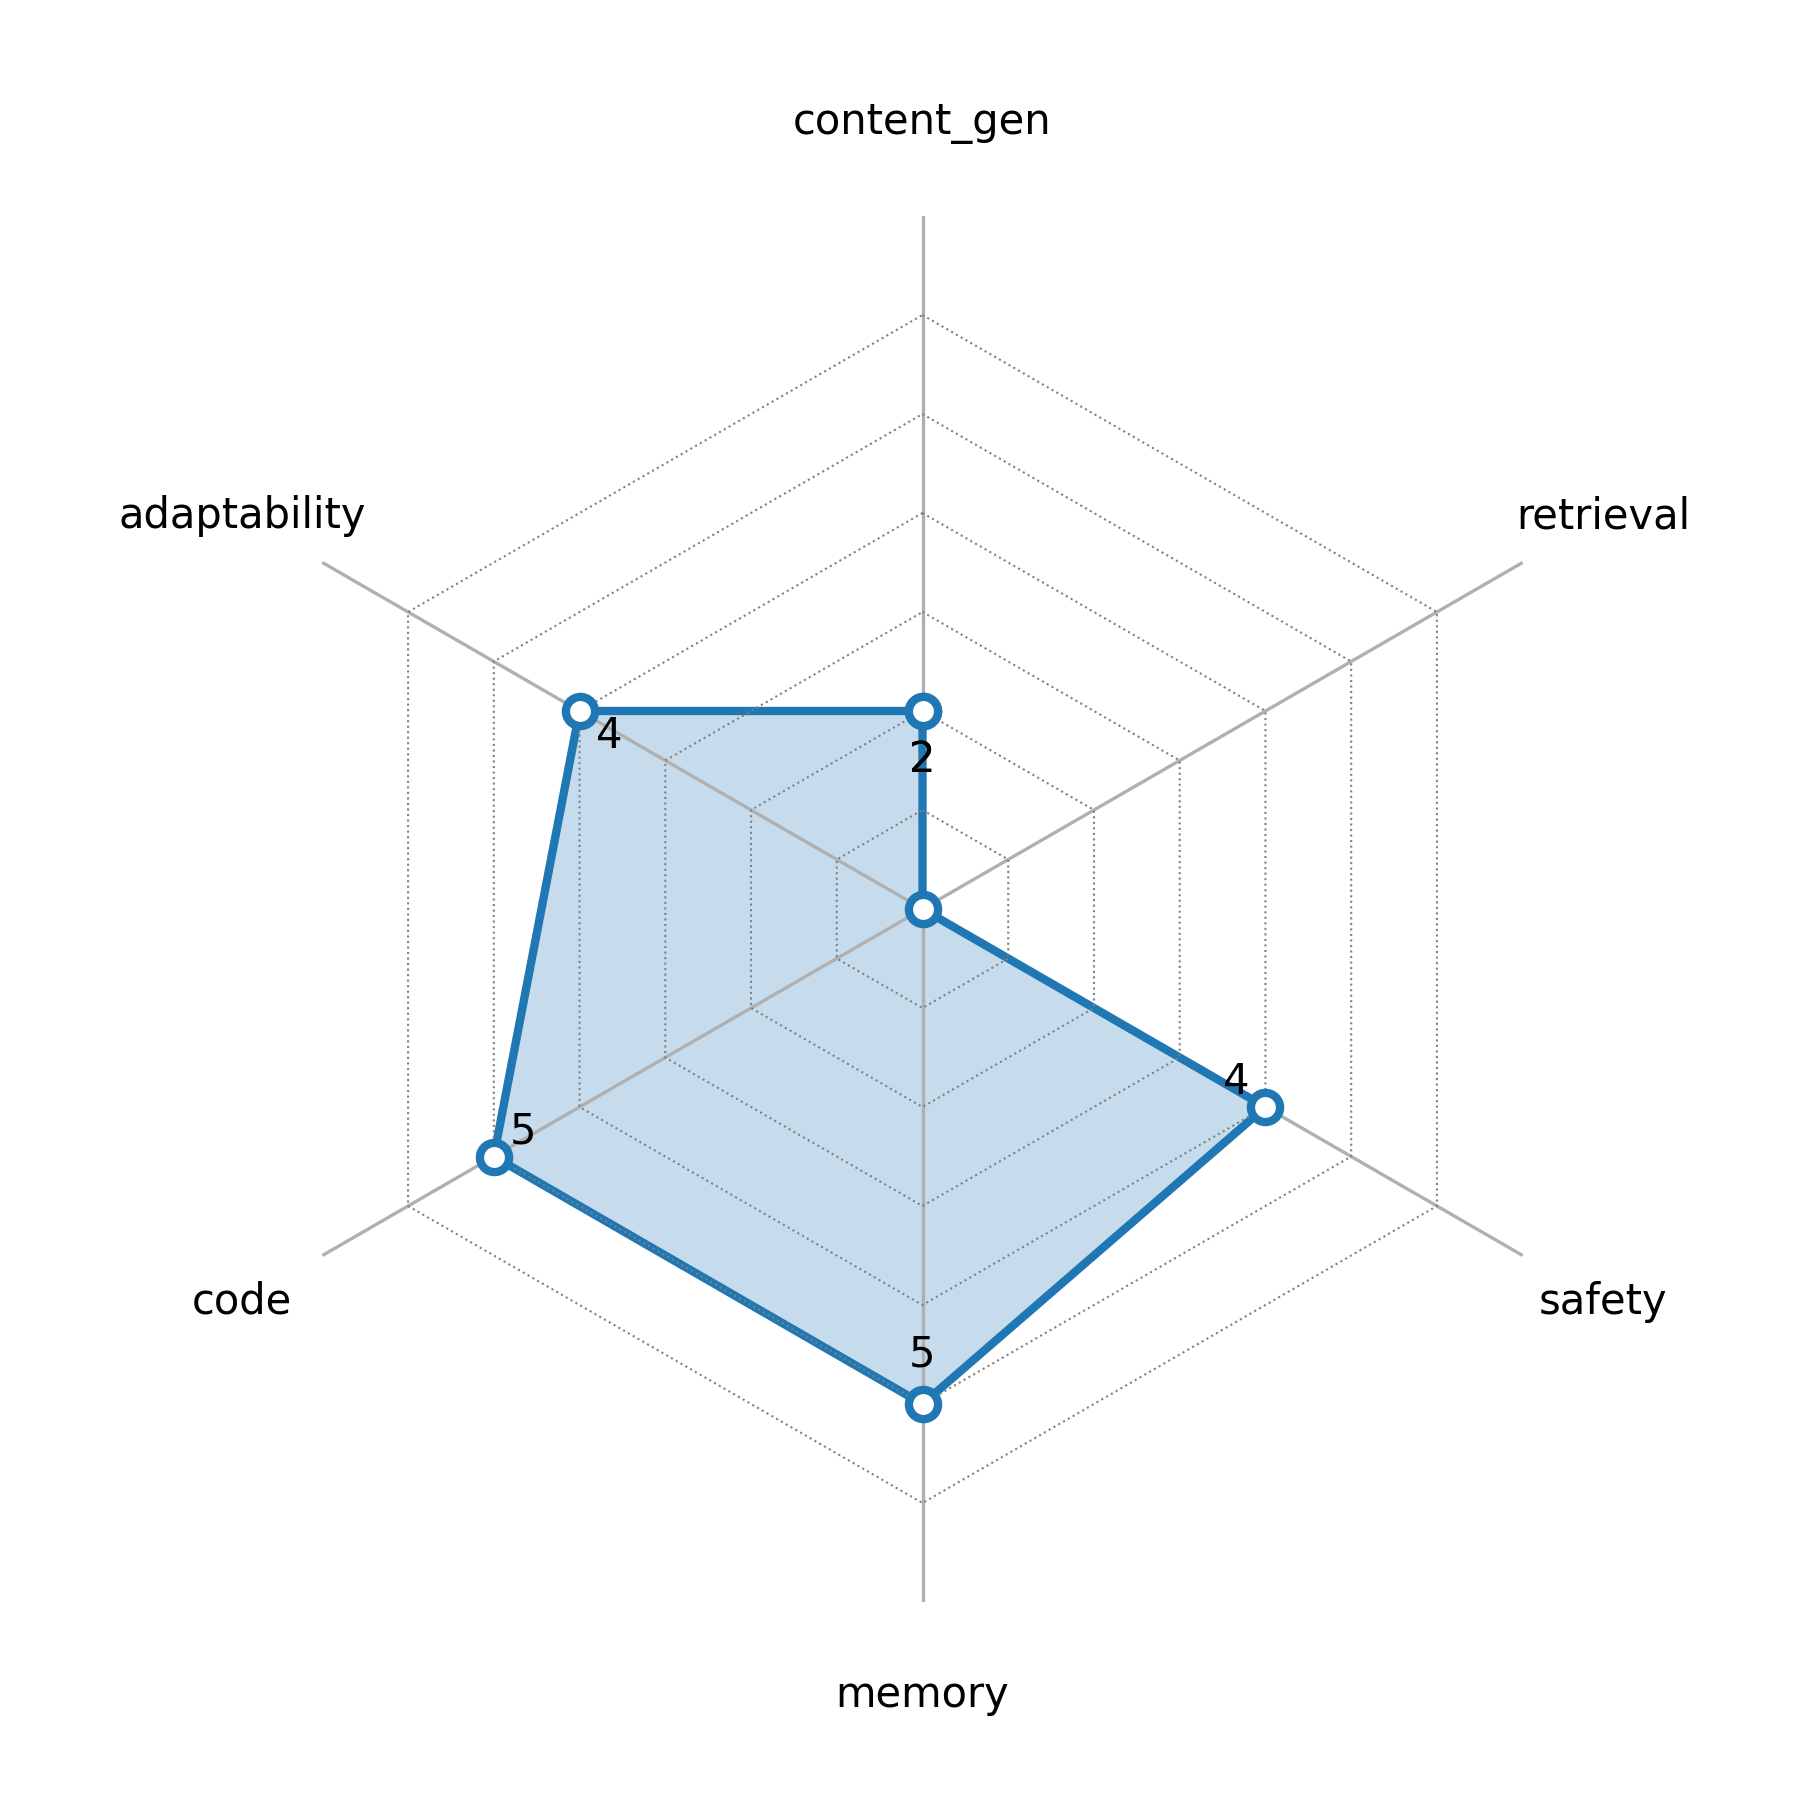 content_gen
adaptability
retrieval
4
2
4
5
code
safety
5
memory